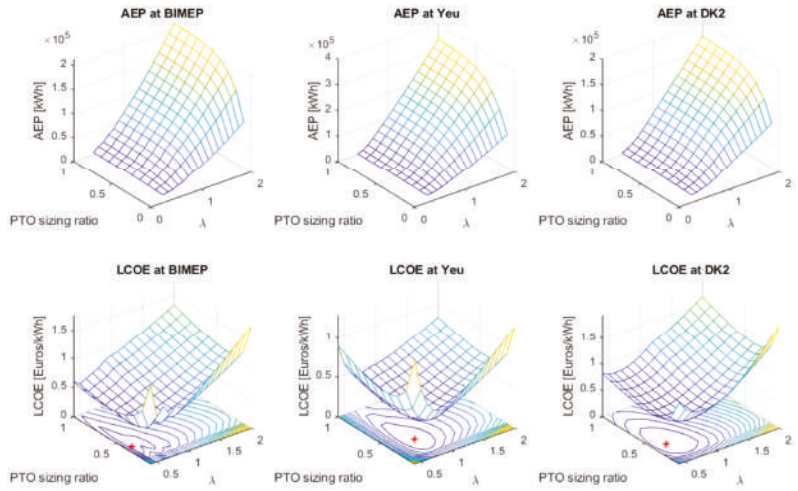 AEP at BIMEP
AEP at Yeu
AEP at DK2
×10⁵
×10⁵
×10⁵
AEP [kWh]
2
1.5
1
0.5
0
1
0.5
0
0
1
2
PTO sizing ratio
λ
AEP [kWh]
4
3
2
1
0
1
0.5
0
0
1
2
PTO sizing ratio
λ
AEP [kWh]
2
1.5
1
0.5
0
1
0.5
0
0
1
2
PTO sizing ratio
λ
LCOE at BIMEP
LCOE at Yeu
LCOE at DK2
LCOE [Euros/kWh]
1.5
1
0.5
0
1
0.5
0.5
1
1.5
2
PTO sizing ratio
λ
LCOE [Euros/kWh]
1
0.5
0
1
0.5
0.5
1
1.5
2
PTO sizing ratio
λ
LCOE [Euros/kWh]
1.5
1
0.5
0
1
0.5
0.5
1
1.5
2
PTO sizing ratio
λ